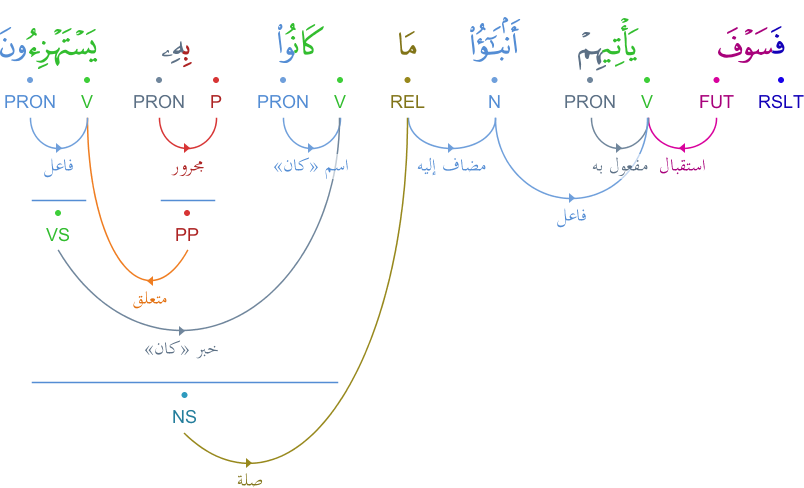 فَسَوْفَ يَأْتِيهِمْ أَنۢبَـٰٓؤُا۟ مَا كَانُوا۟ بِهِۦ يَسْتَهْزِءُونَ
RSLT FUT V PRON N REL V PRON P PRON V PRON
استقبال مفعول به مضاف إليه اسم «كان» مجرور فاعل
فاعل
PP VS
متعلق
خبر «كان»
NS
صلة